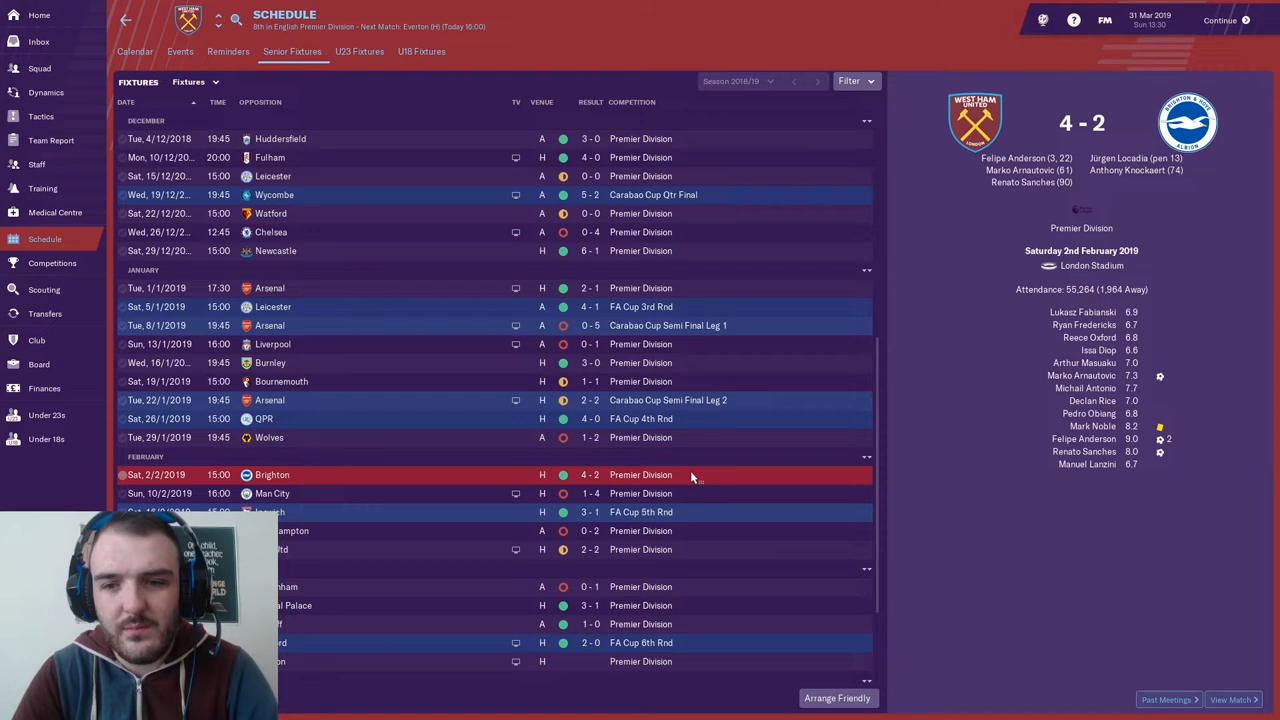 SCHEDULE
8th in English Premier Division - Next Match: Everton (H) (Today 16:00)
31 Mar 2019
Sun 13:30
FM
Continue
Home
Inbox
Squad
Dynamics
Tactics
Team Report
Staff
Training
Medical Centre
Schedule
Competitions
Scouting
Transfers
Club
Board
Finances
Under 23s
Under 18s
Calendar Events Reminders Senior Fixtures U23 Fixtures U18 Fixtures
FIXTURES Fixtures Season 2018/19 Filter
DATE TIME OPPOSITION TV VENUE RESULT COMPETITION
DECEMBER
Tue, 4/12/2018 19:45 Huddersfield A 3 - 0 Premier Division
Mon, 10/12/20... 20:00 Fulham H 4 - 0 Premier Division
Sat, 15/12/20... 15:00 Leicester A 0 - 0 Premier Division
Wed, 19/12/2... 19:45 Wycombe A 5 - 2 Carabao Cup Qtr Final
Sat, 22/12/20... 15:00 Watford H 0 - 0 Premier Division
Wed, 26/12/20... 12:45 Chelsea A 0 - 4 Premier Division
Sat, 29/12/20... 15:00 Newcastle H 6 - 1 Premier Division
JANUARY
Tue, 1/1/2019 17:30 Arsenal H 2 - 1 Premier Division
Sat, 5/1/2019 15:00 Leicester A 4 - 1 FA Cup 3rd Rnd
Tue, 8/1/2019 19:45 Arsenal A 0 - 5 Carabao Cup Semi Final Leg 1
Sun, 13/1/2019 16:00 Liverpool A 0 - 1 Premier Division
Wed, 16/1/20... 19:45 Burnley H 3 - 0 Premier Division
Sat, 19/1/2019 15:00 Bournemouth H 1 - 1 Premier Division
Tue, 22/1/2019 19:45 Arsenal H 2 - 2 Carabao Cup Semi Final Leg 2
Sat, 26/1/2019 15:00 QPR H 4 - 0 FA Cup 4th Rnd
Tue, 29/1/2019 19:45 Wolves A 1 - 2 Premier Division
FEBRUARY
Sat, 2/2/2019 15:00 Brighton H 4 - 2 Premier Division
Sun, 10/2/2019 16:00 Man City H 1 - 4 Premier Division
H 3 - 1 FA Cup 5th Rnd
hampton A 0 - 2 Premier Division
Utd H 2 - 2 Premier Division
nham A 0 - 1 Premier Division
al Palace H 3 - 1 Premier Division
A 1 - 0 Premier Division
H 2 - 0 FA Cup 6th Rnd
H Premier Division
Arrange Friendly
WEST HAM
UNITED
LONDON
4 - 2
Felipe Anderson (3, 22) Jürgen Locadia (pen 13)
Marko Arnautovic (61) Anthony Knockaert (74)
Renato Sanches (90)
Premier Division
Saturday 2nd February 2019
London Stadium
Attendance: 55,264 (1,964 Away)
Lukasz Fabianski 6.9
Ryan Fredericks 6.7
Reece Oxford 6.8
Issa Diop 6.6
Arthur Masuaku 7.0
Marko Arnautovic 7.3
Michail Antonio 7.7
Declan Rice 7.0
Pedro Obiang 6.8
Mark Noble 8.2
Felipe Anderson 9.0 2
Renato Sanches 8.0
Manuel Lanzini 6.7
Past Meetings View Match